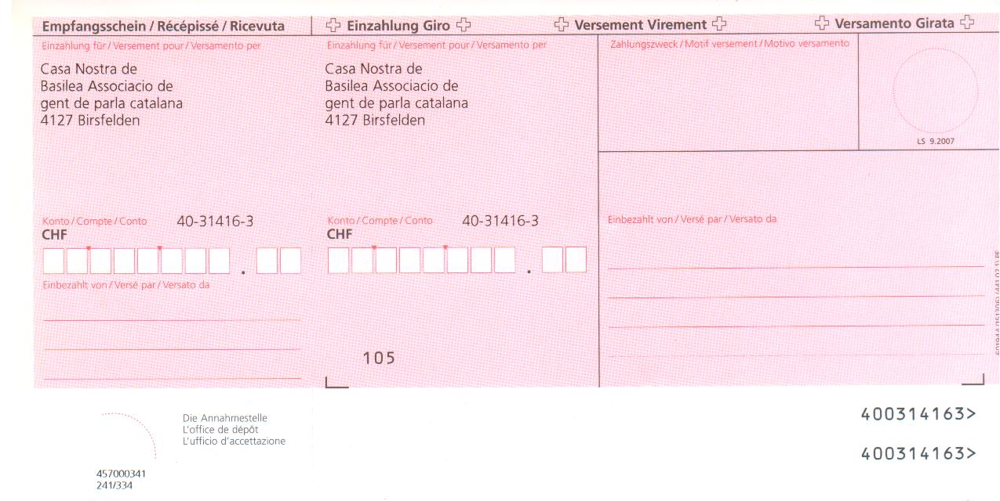 Empfangsschein / Récépissé / Ricevuta
Einzahlung für / Versement pour / Versamento per
Casa Nostra de
Basilea Associacio de
gent de parla catalana
4127 Birsfelden
Konto / Compte / Conto 40-31416-3
CHF
.
Einbezahlt von / Versé par / Versato da
Einzahlung Giro
Versement Virement
Versamento Girata
Einzahlung für / Versement pour / Versamento per
Casa Nostra de
Basilea Associacio de
gent de parla catalana
4127 Birsfelden
Konto / Compte / Conto 40-31416-3
CHF
.
105
Zahlungszweck / Motif versement / Motivo versamento
LS 9.2007
Einbezahlt von / Versé par / Versato da
Die Annahmestelle
L'office de dépôt
L'ufficio d'accettazione
457000341
241/334
400314163>
400314163>